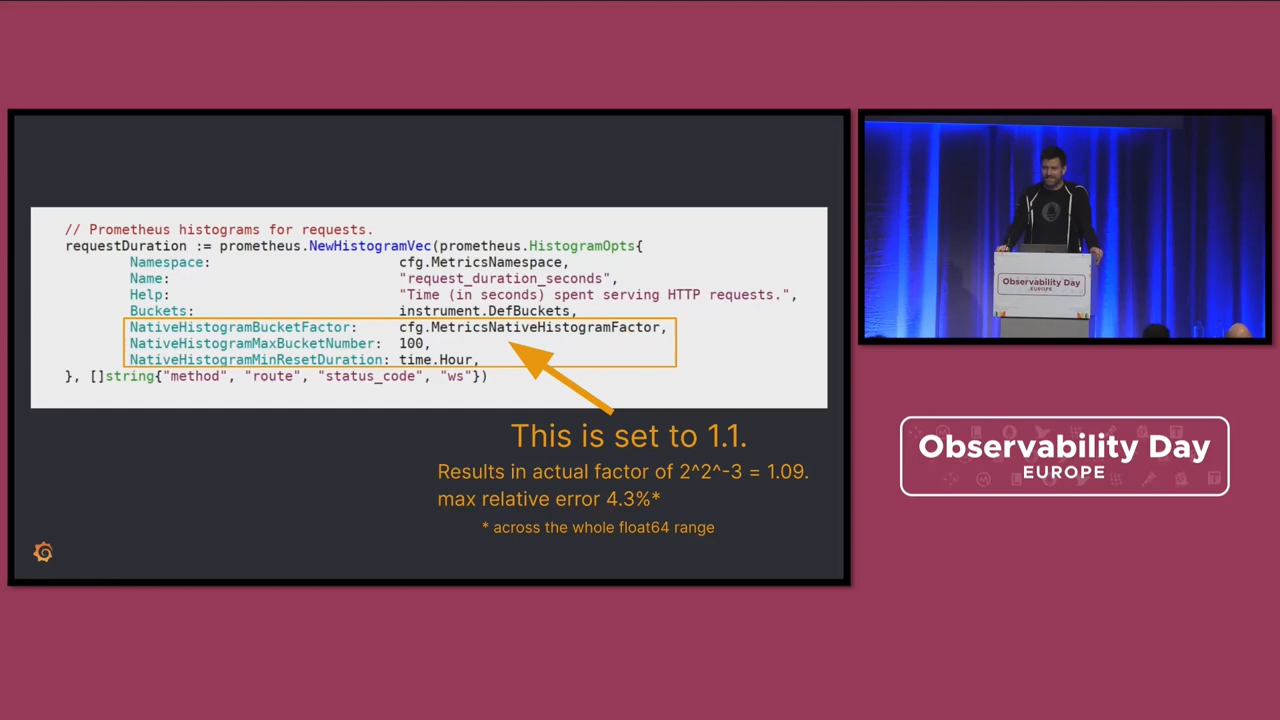 // Prometheus histograms for requests.
requestDuration := prometheus.NewHistogramVec(prometheus.HistogramOpts{
Namespace: cfg.MetricsNamespace,
Name: "request_duration_seconds",
Help: "Time (in seconds) spent serving HTTP requests.",
Buckets: instrument.DefBuckets,
NativeHistogramBucketFactor: cfg.MetricsNativeHistogramFactor,
NativeHistogramMaxBucketNumber: 100,
NativeHistogramMinResetDuration: time.Hour,
}, []string{"method", "route", "status_code", "ws"})
This is set to 1.1.
Results in actual factor of 2^2^-3 = 1.09.
max relative error 4.3%*
* across the whole float64 range
Observability Day
EUROPE
Observability Day
EUROPE